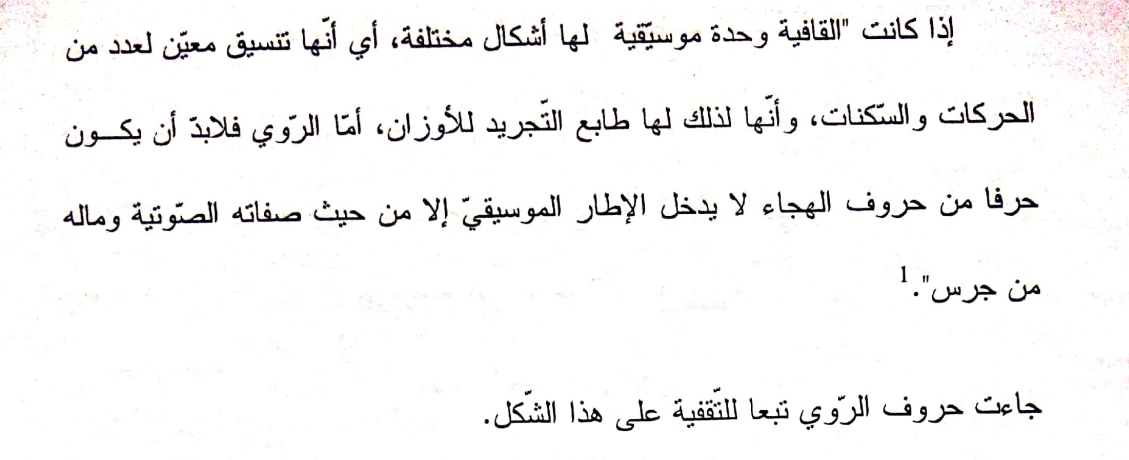 إذا كانت "القافية وحدة موسيّقية لها أشكال مختلفة، أي أنّها تتسيق معيّن لعدد من
الحركات والسّكنات، وأنّها لذلك لها طابع التّجريد للأوزان، أمّا الرّوي فلابدّ أن يكــون
حرفا من حروف الهجاء لا يدخل الإطار الموسيقيّ إلا من حيث صفاته الصّوتية وماله
من جرس".1
جاءت حروف الرّوي تبعا للتّقفية على هذا الشّكل.